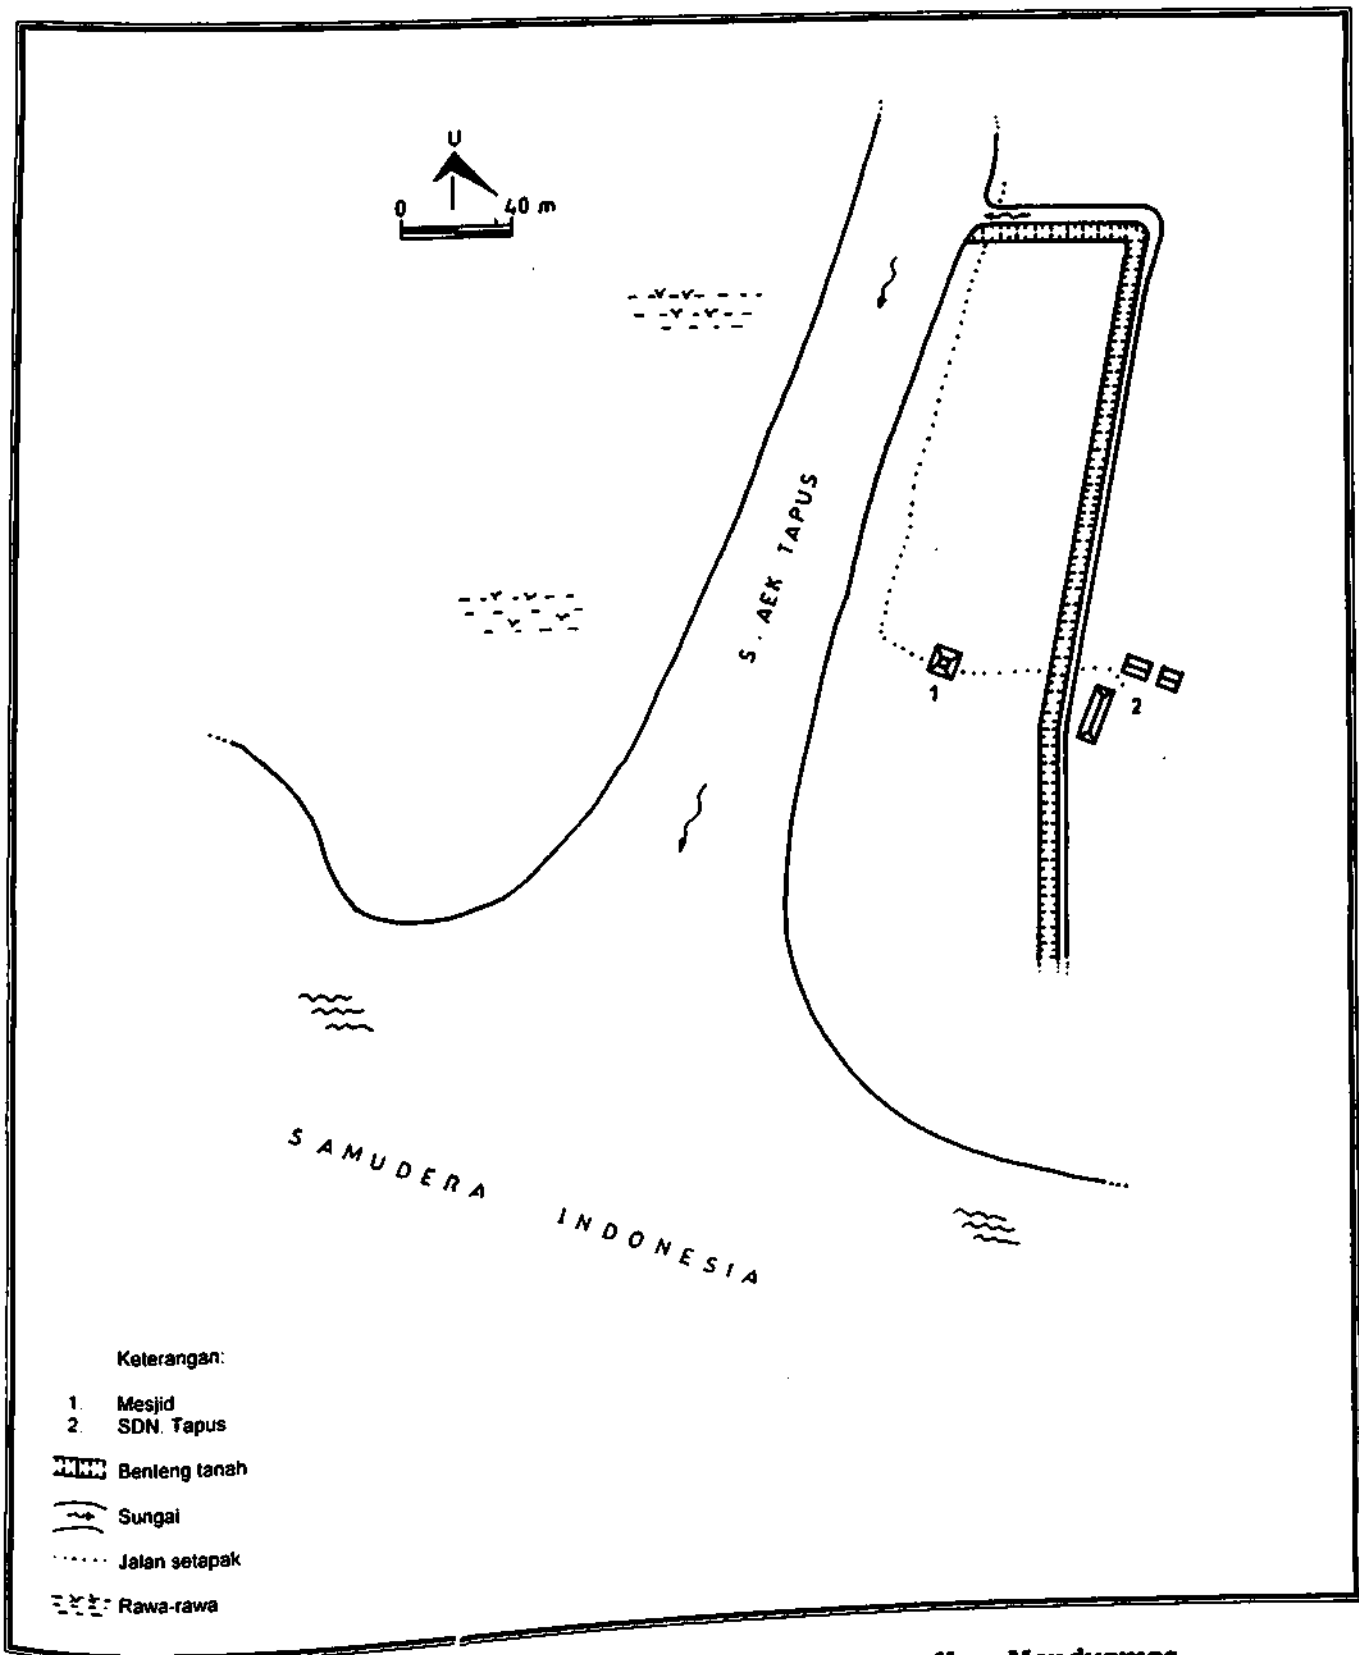 U
0 40 m
S. AEK TAPUS
1
2
SAMUDERA INDONESIA
Keterangan:
1. Mesjid
2. SDN. Tapus
Benteng tanah
Sungai
Jalan setapak
Rawa-rawa